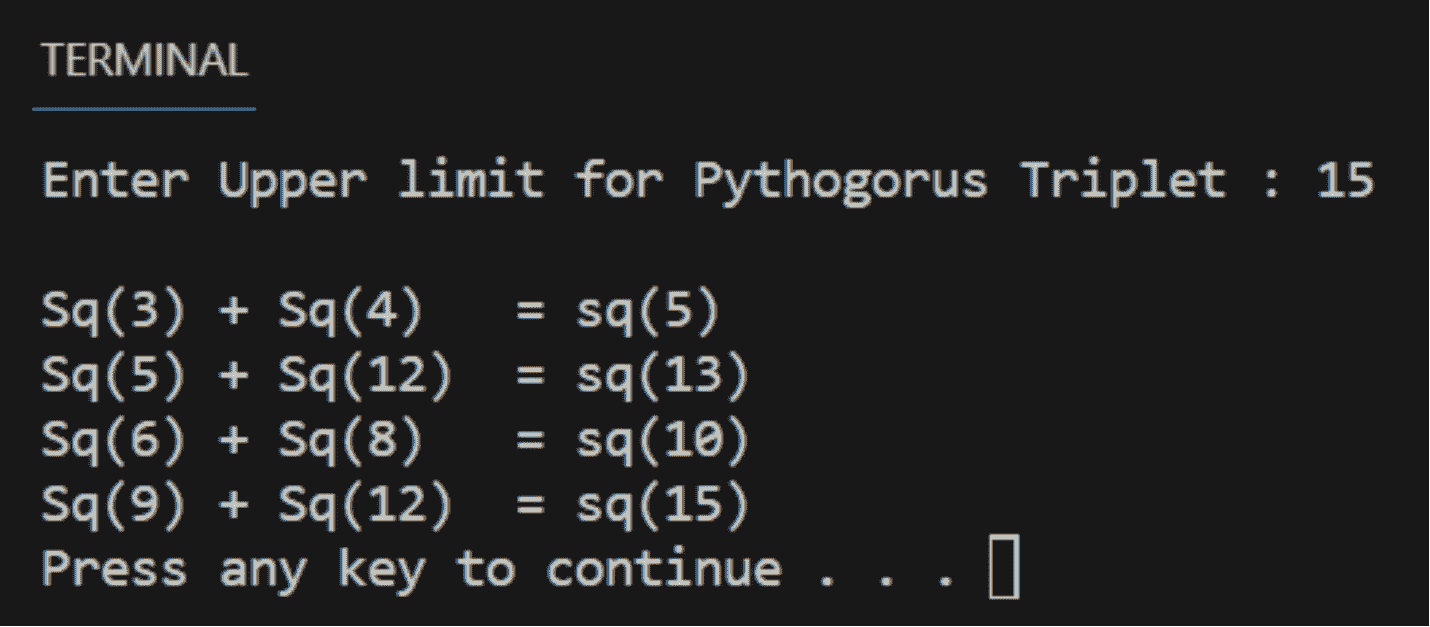 TERMINAL
Enter Upper limit for Pythogorus Triplet : 15
Sq(3) + Sq(4)   = sq(5)
Sq(5) + Sq(12)  = sq(13)
Sq(6) + Sq(8)   = sq(10)
Sq(9) + Sq(12)  = sq(15)
Press any key to continue . . .